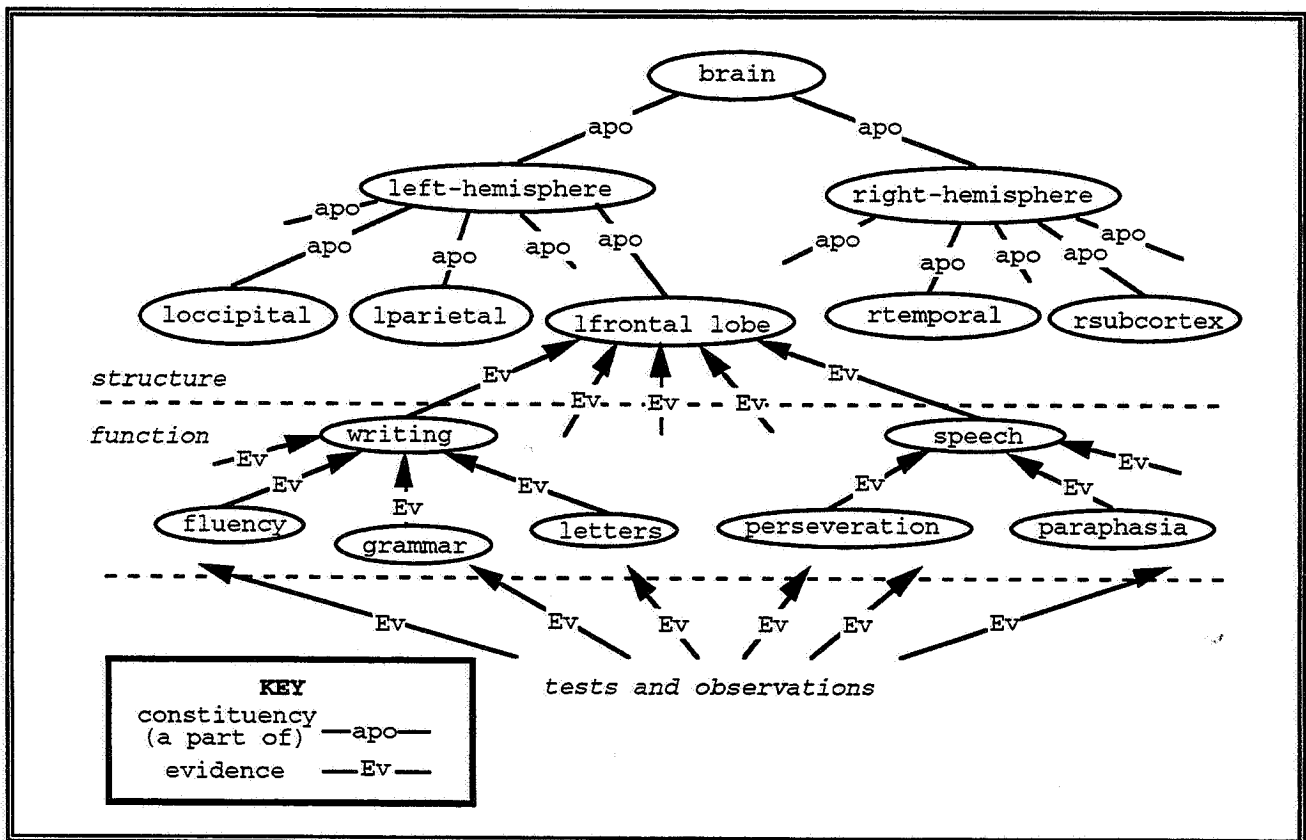 brain
apo apo
left-hemisphere right-hemisphere
apo apo apo apo apo apo apo apo apo apo
loccipital lparietal lfrontal lobe rtemporal rsubcortex
structure Ev Ev
Ev Ev Ev
function writing speech
Ev Ev
Ev Ev Ev Ev
Ev
fluency grammar letters perseveration paraphasia
Ev Ev Ev Ev Ev Ev
tests and observations
KEY
constituency
(a part of) apo
evidence Ev